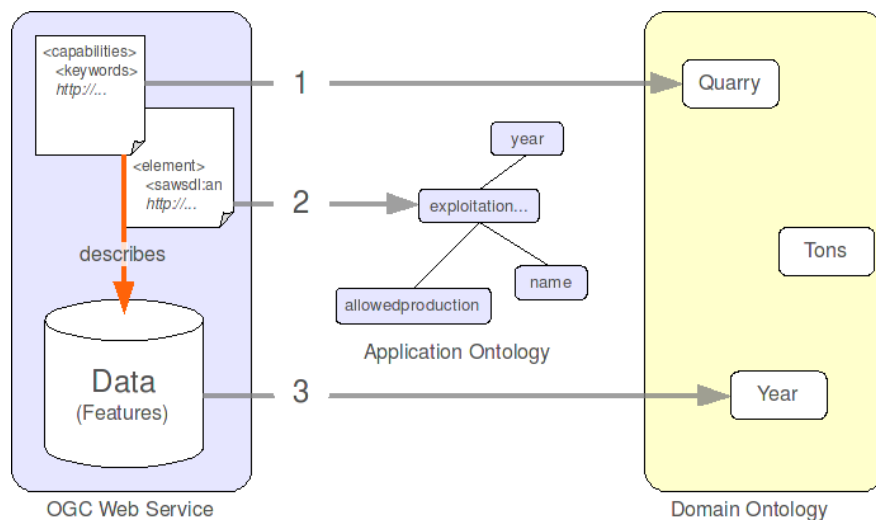 <capabilities>
<keywords>
http://...
1
Quarry
<element>
<sawsdl:an
http://...
2
year
exploitation...
name
allowedproduction
Application Ontology
Tons
describes
Data
(Features)
3
Year
OGC Web Service
Domain Ontology